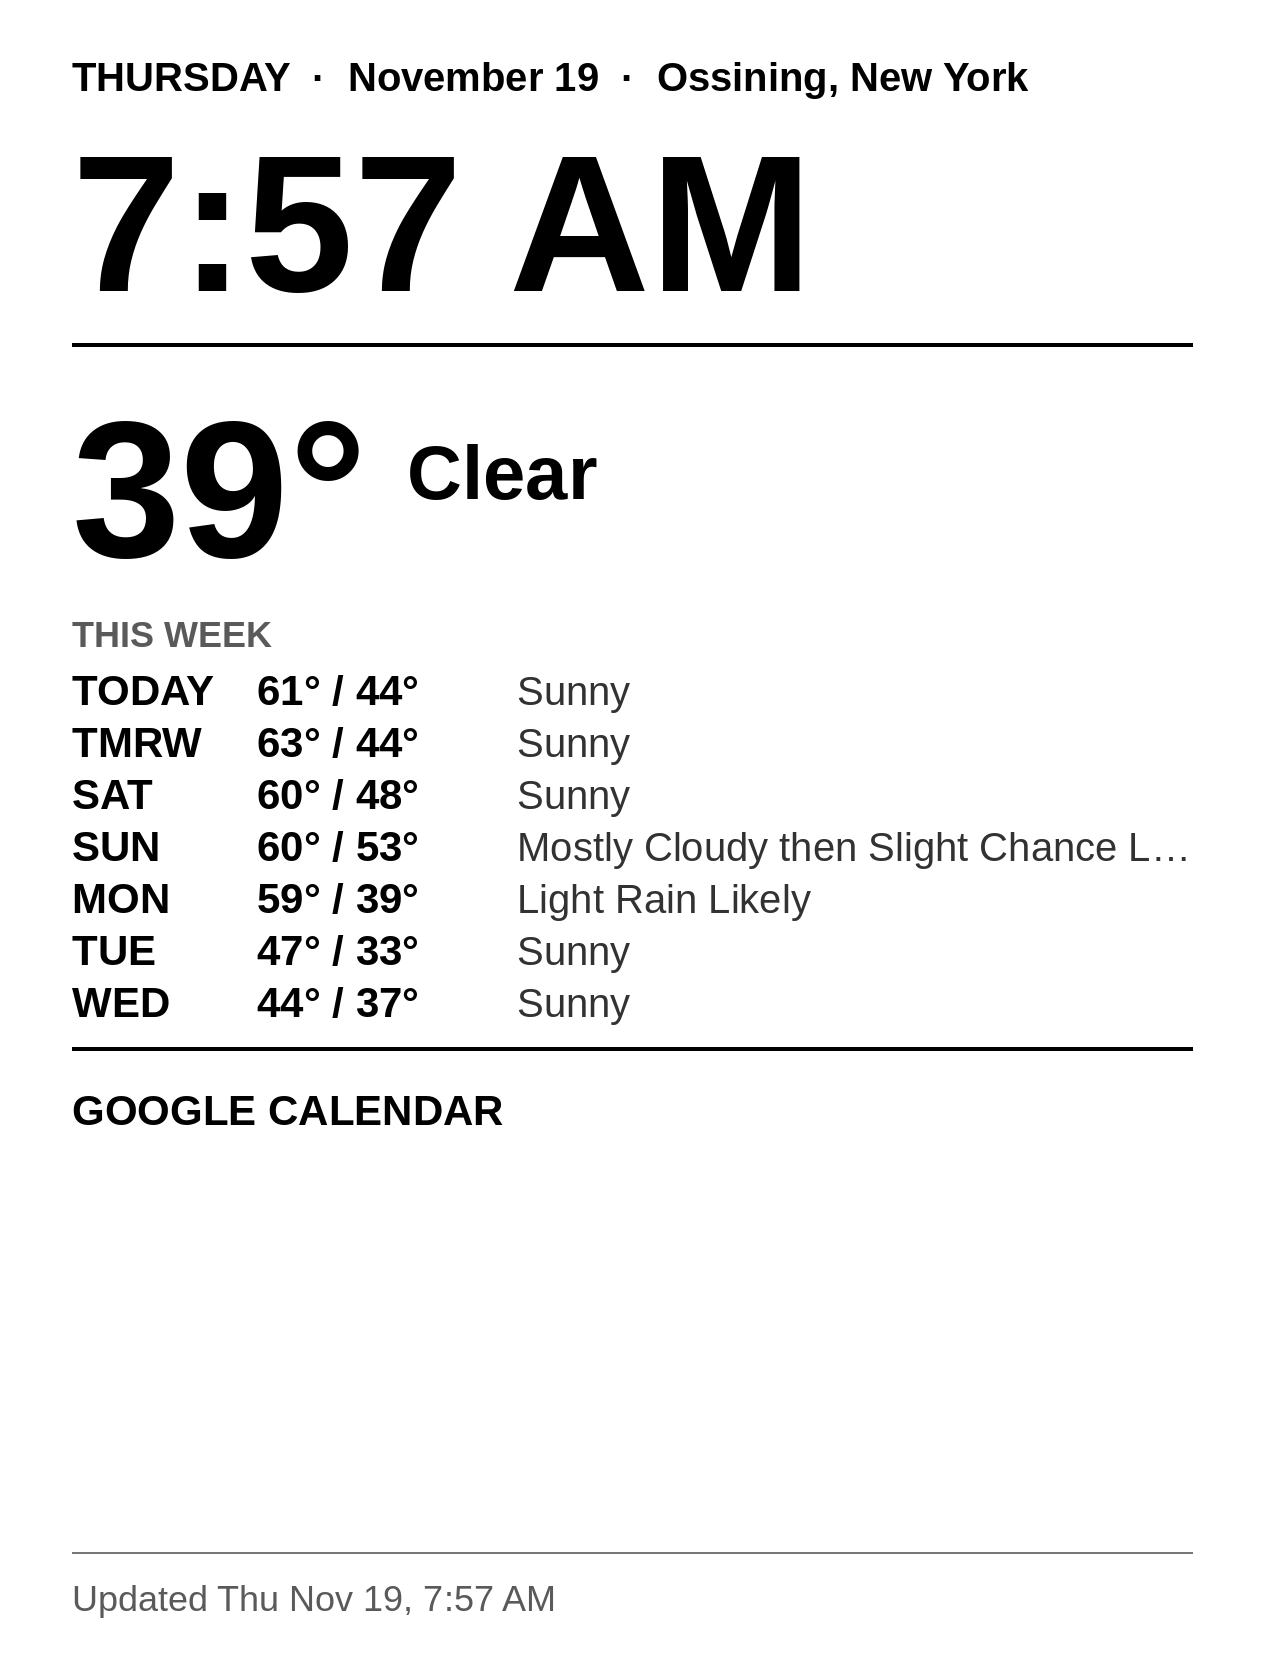 THURSDAY · November 19 · Ossining, New York
7:57 AM
39° Clear
THIS WEEK
TODAY 61° / 44° Sunny
TMRW 63° / 44° Sunny
SAT 60° / 48° Sunny
SUN 60° / 53° Mostly Cloudy then Slight Chance L…
MON 59° / 39° Light Rain Likely
TUE 47° / 33° Sunny
WED 44° / 37° Sunny
GOOGLE CALENDAR
Updated Thu Nov 19, 7:57 AM